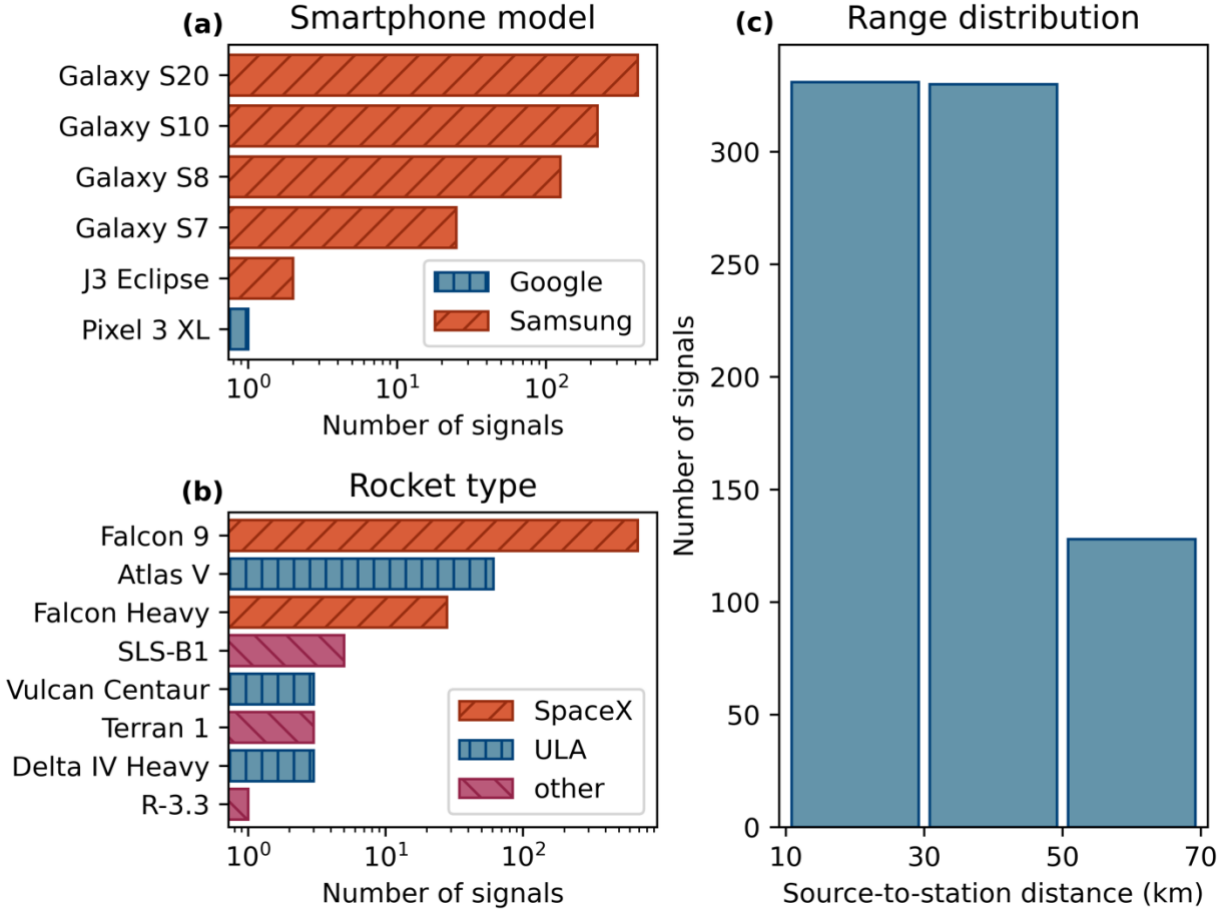 (a) Smartphone model
Galaxy S20
Galaxy S10
Galaxy S8
Galaxy S7
J3 Eclipse
Pixel 3 XL
Google
Samsung
10⁰ 10¹ 10²
Number of signals
(b) Rocket type
Falcon 9
Atlas V
Falcon Heavy
SLS-B1
Vulcan Centaur
Terran 1
Delta IV Heavy
R-3.3
SpaceX
ULA
other
10⁰ 10¹ 10²
Number of signals
(c) Range distribution
Number of signals
300
250
200
150
100
50
0
10 30 50 70
Source-to-station distance (km)